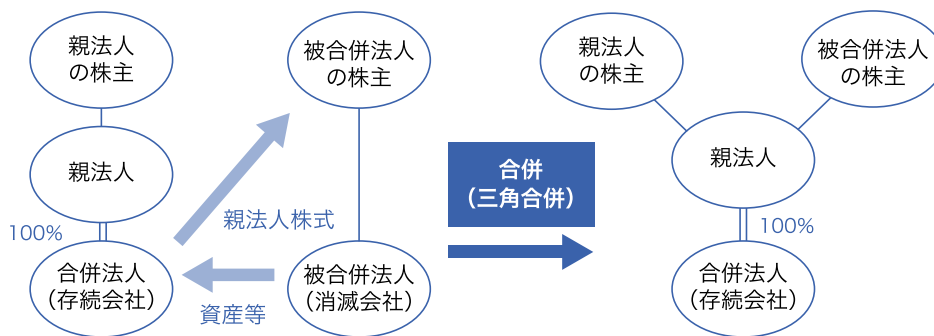 親法人
の株主
被合併法人
の株主
親法人
100%
親法人株式
合併法人
（存続会社）
資産等
被合併法人
（消滅会社）
合併
（三角合併）
親法人
の株主
被合併法人
の株主
親法人
100%
合併法人
（存続会社）